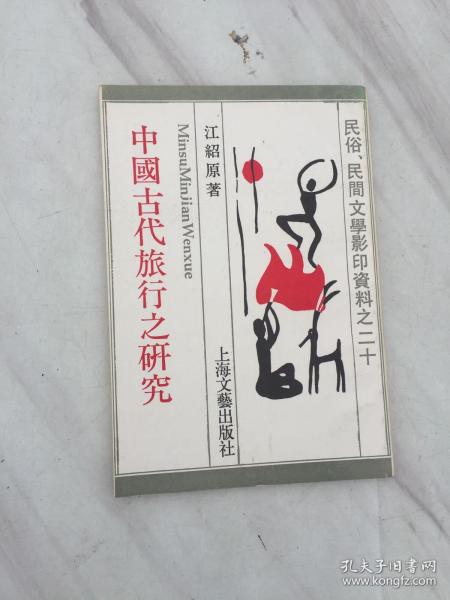 民俗、民間文學影印資料之二十
江紹原著
上海文藝出版社
MinsuMinJianWenxue
中國古代旅行之研究
孔夫子旧书网
www.kongfz.com